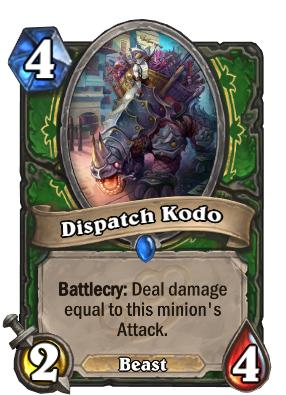 4
Dispatch Kodo
Battlecry: Deal damage
equal to this minion's
Attack.
2
Beast
4